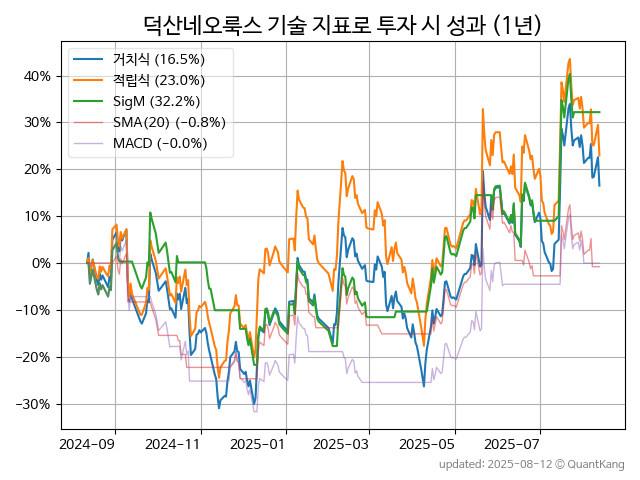 덕산네오룩스 기술 지표로 투자 시 성과 (1년)
거치식 (16.5%)
적립식 (23.0%)
SigM (32.2%)
SMA(20) (−0.8%)
MACD (−0.0%)
40%
30%
20%
10%
0%
−10%
−20%
−30%
2024−09 2024−11 2025−01 2025−03 2025−05 2025−07
updated: 2025−08−12 © QuantKang